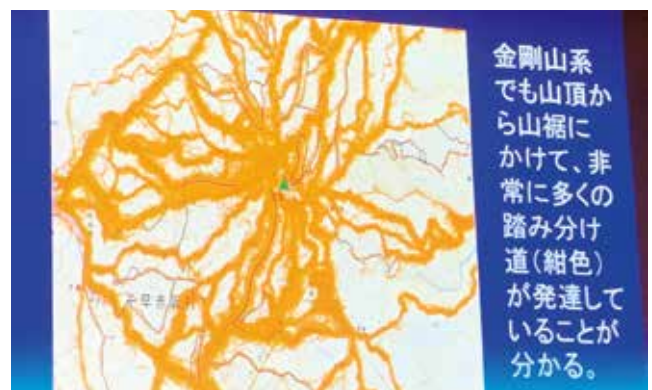 金剛山系
でも山頂か
ら山裾に
かけて、非
常に多くの
踏み分け
道(紺色)
が発達して
いることが
分かる。